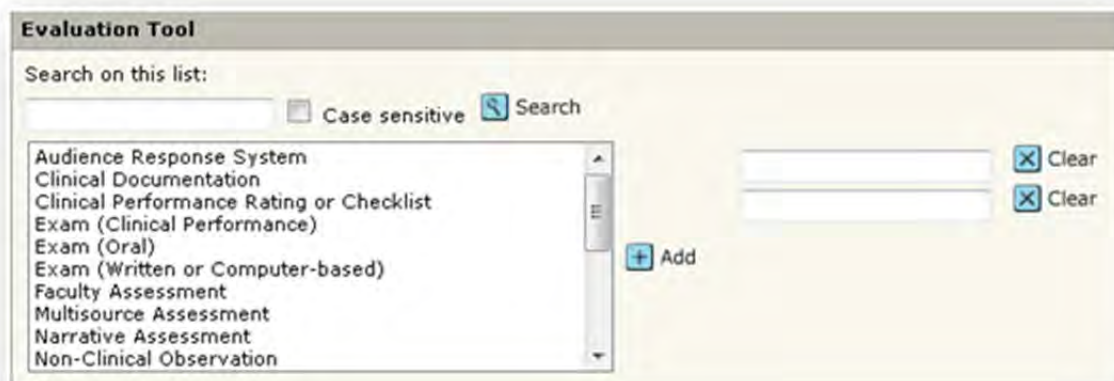 Evaluation Tool
Search on this list:
Case sensitive Search
Audience Response System
Clinical Documentation
Clinical Performance Rating or Checklist
Exam (Clinical Performance)
Exam (Oral)
Exam (Written or Computer-based)
Faculty Assessment
Multisource Assessment
Narrative Assessment
Non-Clinical Observation
Add
Clear
Clear